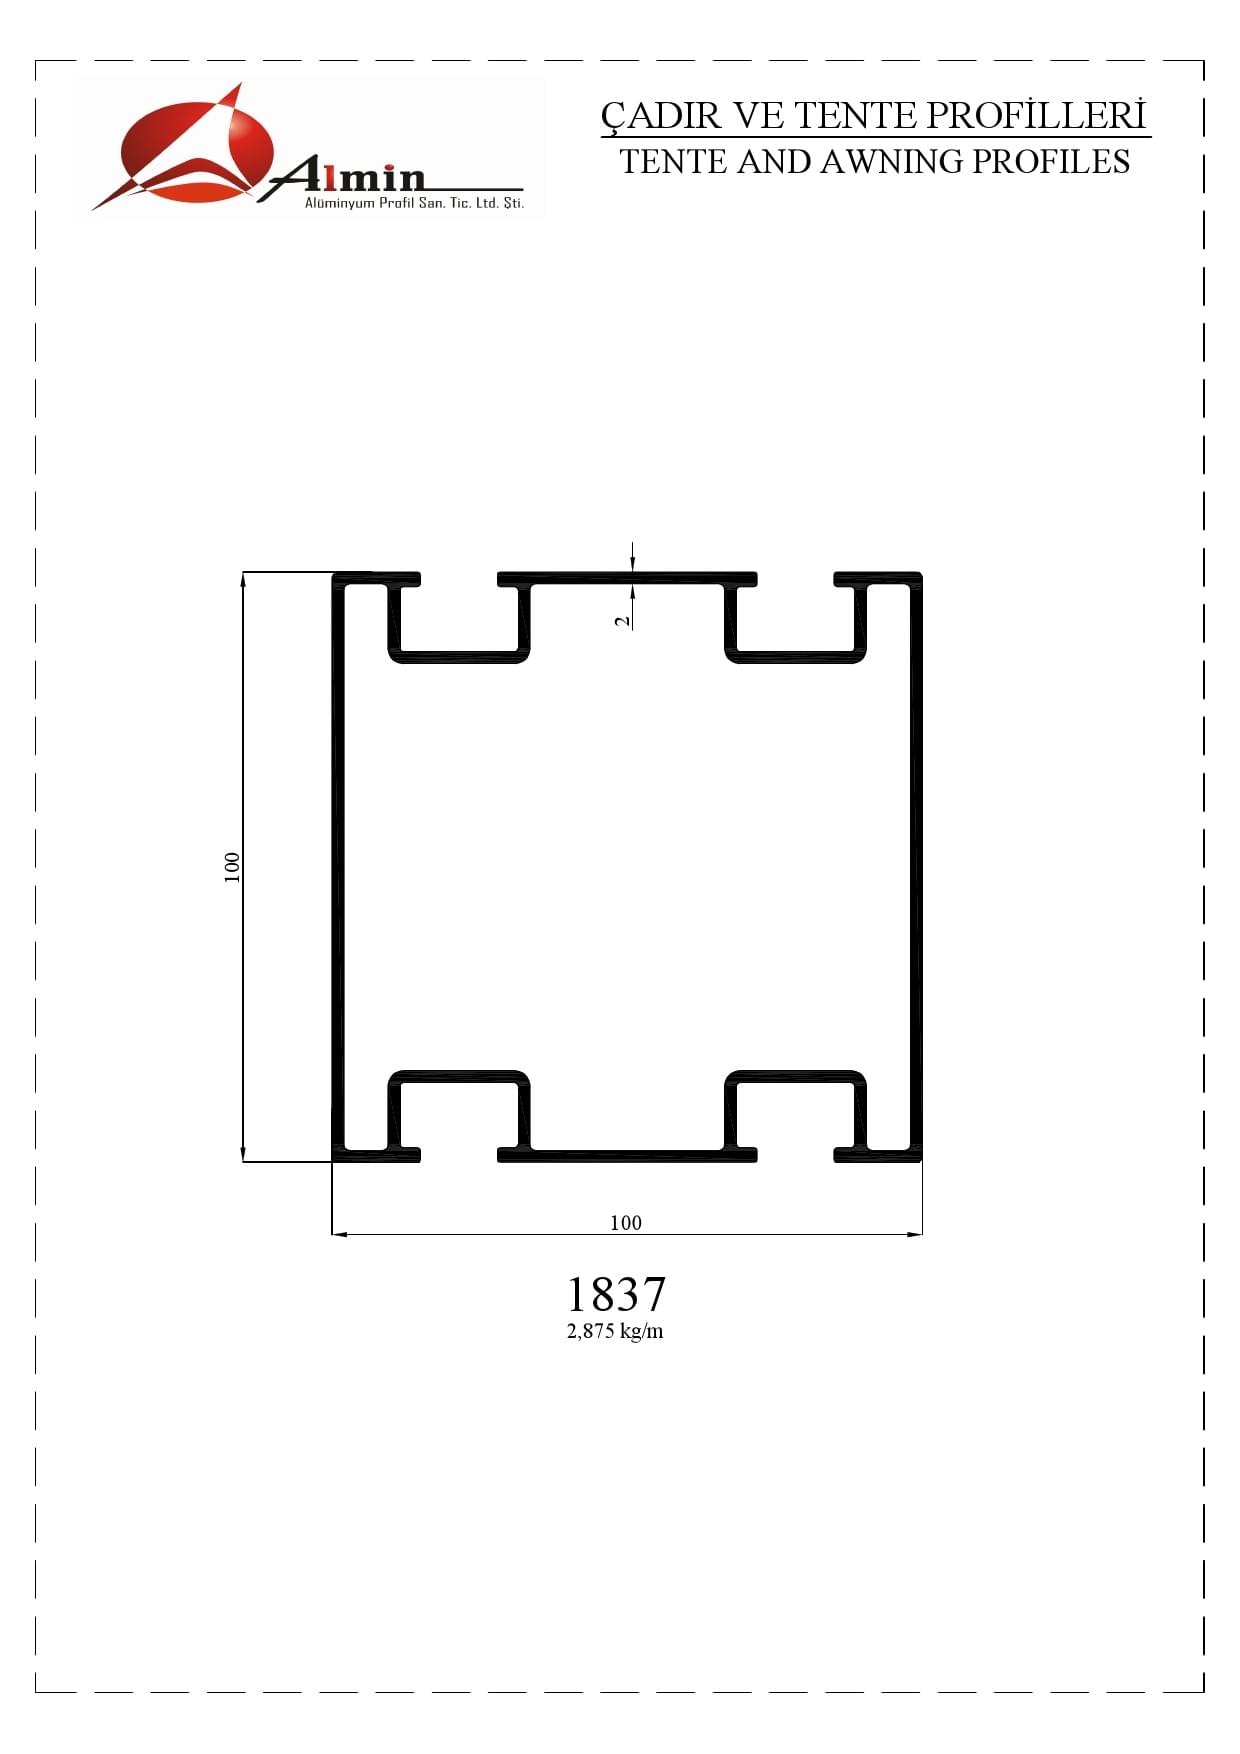 Almin
Alüminyum Profil San. Tic. Ltd. Şti.
ÇADIR VE TENTE PROFİLLERİ
TENTE AND AWNING PROFILES
2
100
100
1837
2,875 kg/m